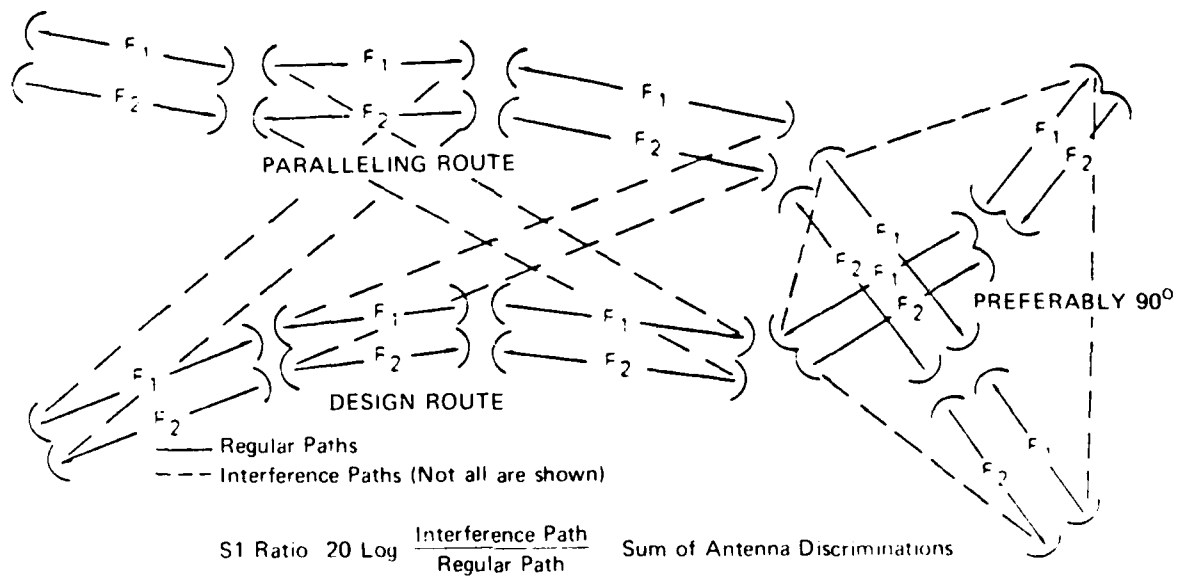 F1 F1 F1
F2 F2 F2
PARALLELING ROUTE
F1
F2
F1
F2 F1
F2
PREFERABLY 90°
F1 F1 F1
F2 F2 F2
DESIGN ROUTE
F1
F2
Regular Paths
Interference Paths (Not all are shown)
S1 Ratio 20 Log Interference Path Sum of Antenna Discriminations
Regular Path